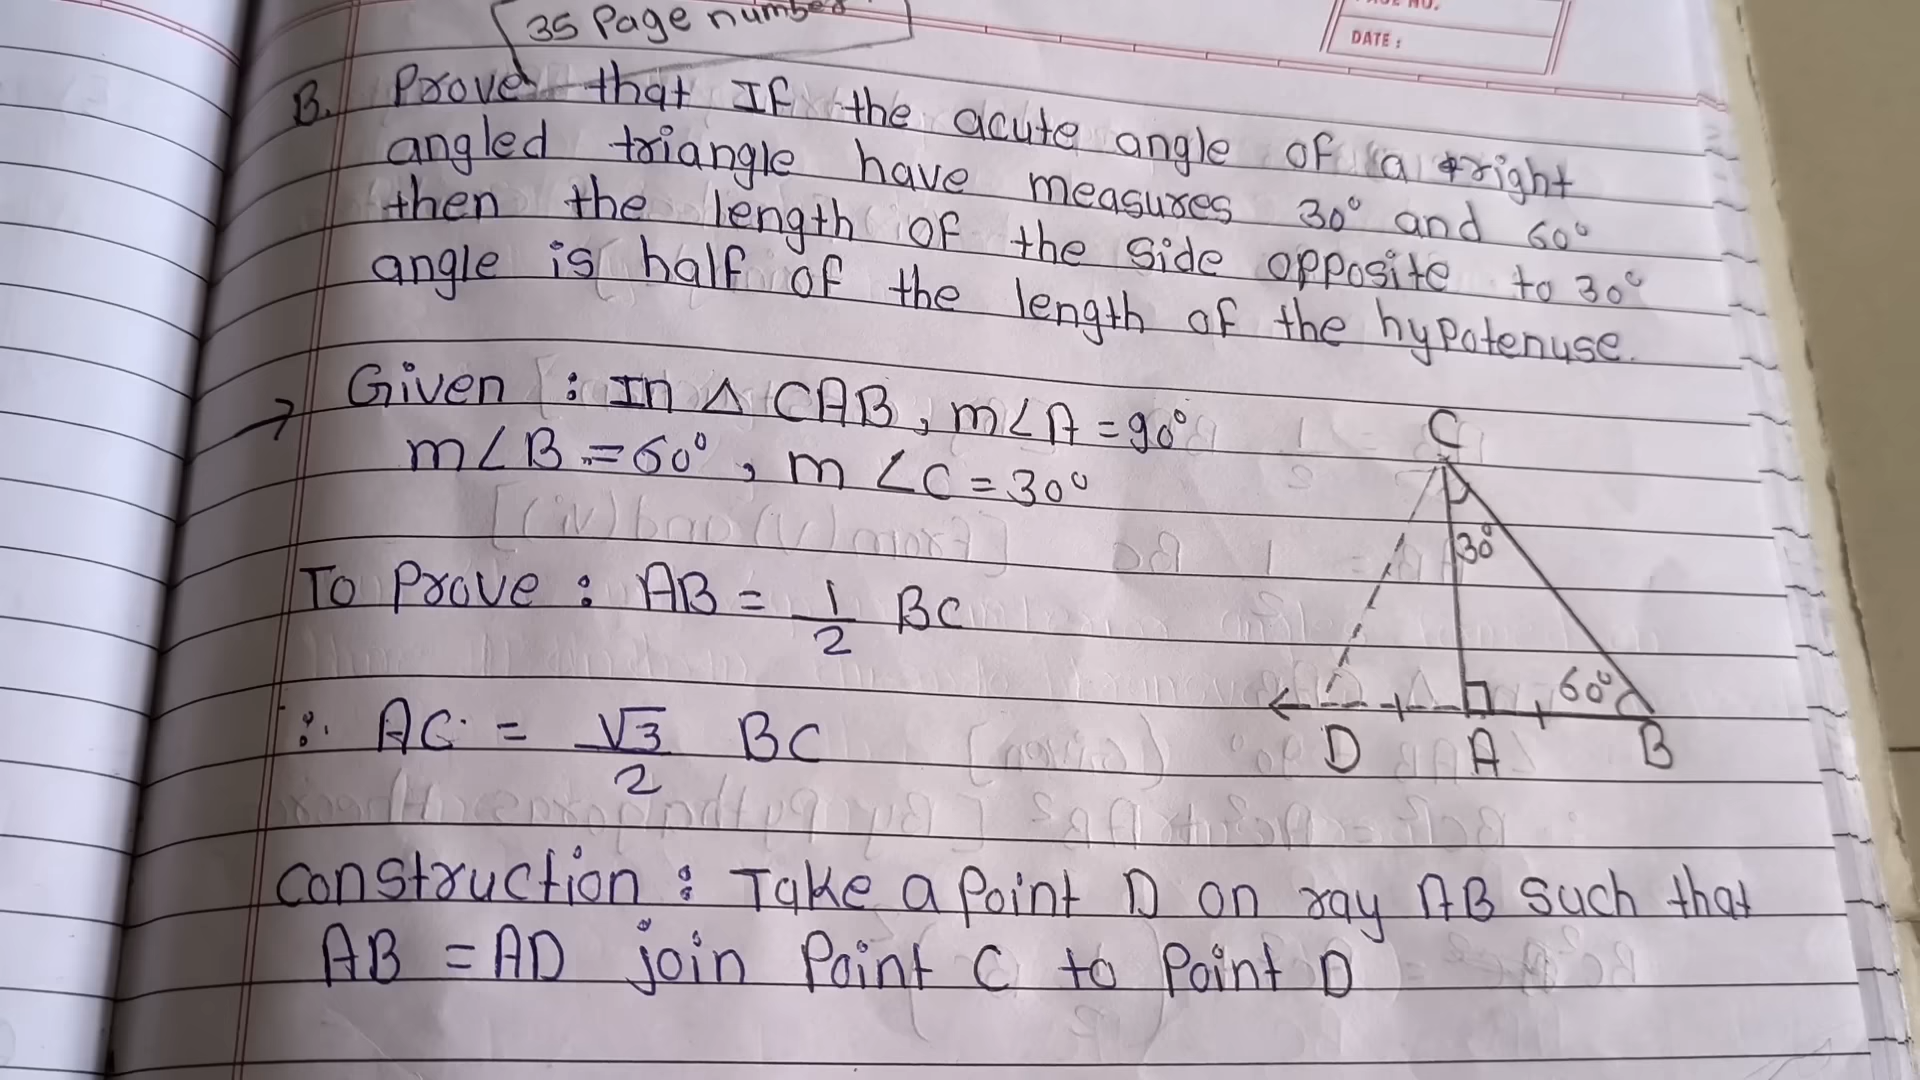 35 Page number
DATE :
B. Prove that If the acute angle of a right
angled triangle have measures 30° and 60°
then the length of the side opposite to 30°
angle is half of the length of the hypotenuse.
→ Given : In △ CAB, m∠A = 90°
m∠B = 60°, m ∠C = 30°
C
30°
To Prove : AB = 1/2 BC
60°
∴ AC = √3/2 BC
D A B
construction : Take a Point D on ray AB such that
AB = AD join Point C to Point D